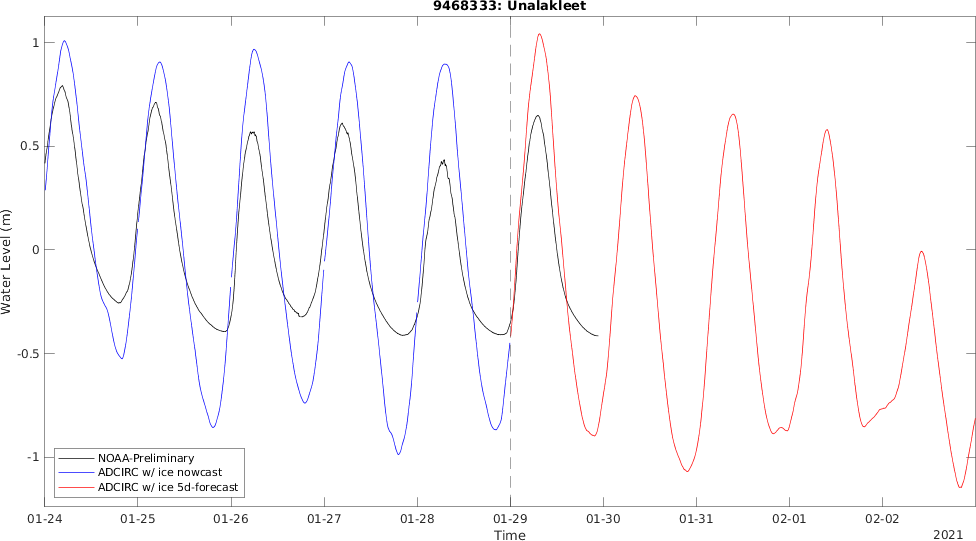 9468333: Unalakleet
Water Level (m)
1
0.5
0
-0.5
-1
NOAA-Preliminary
ADCIRC w/ ice nowcast
ADCIRC w/ ice 5d-forecast
01-24 01-25 01-26 01-27 01-28 01-29 01-30 01-31 02-01 02-02
Time
2021